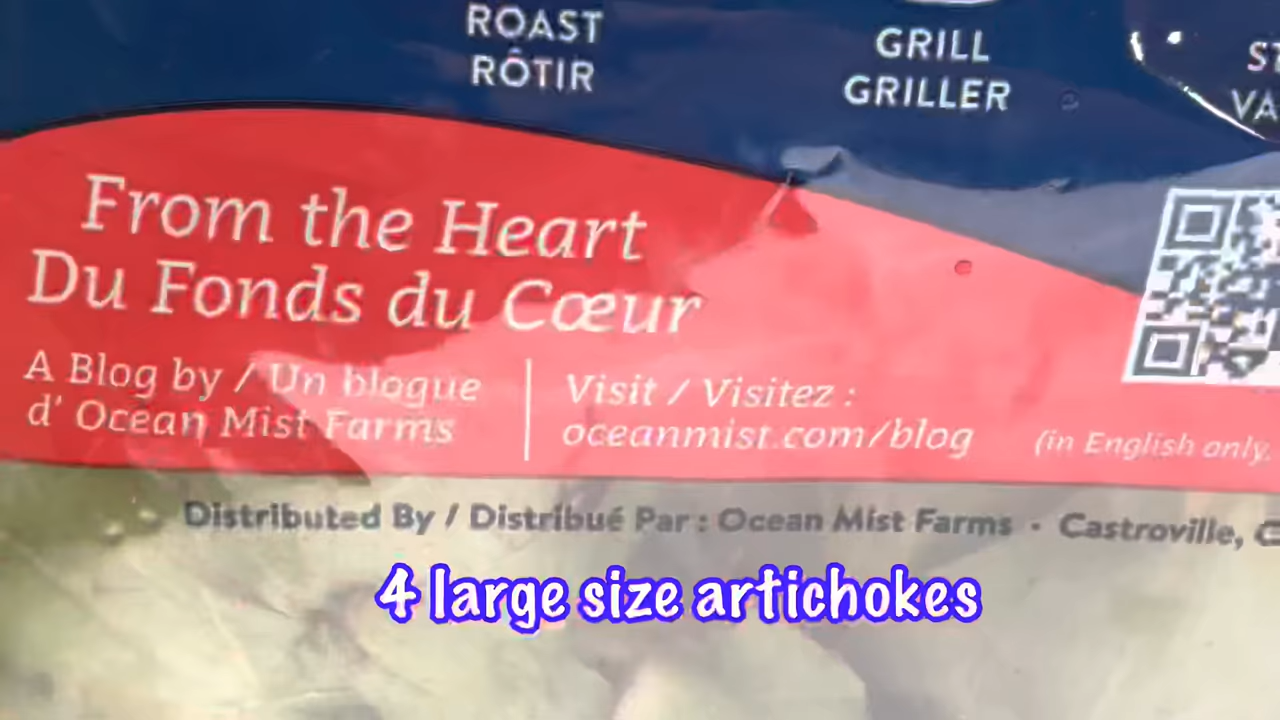 ROAST
RÔTIR
GRILL
GRILLER
From the Heart
Du Fonds du Cœur
A Blog by / Un blogue
d' Ocean Mist Farms
Visit / Visitez :
oceanmist.com/blog
(in English only.
Distributed By / Distribué Par : Ocean Mist Farms • Castroville,
4 large size artichokes